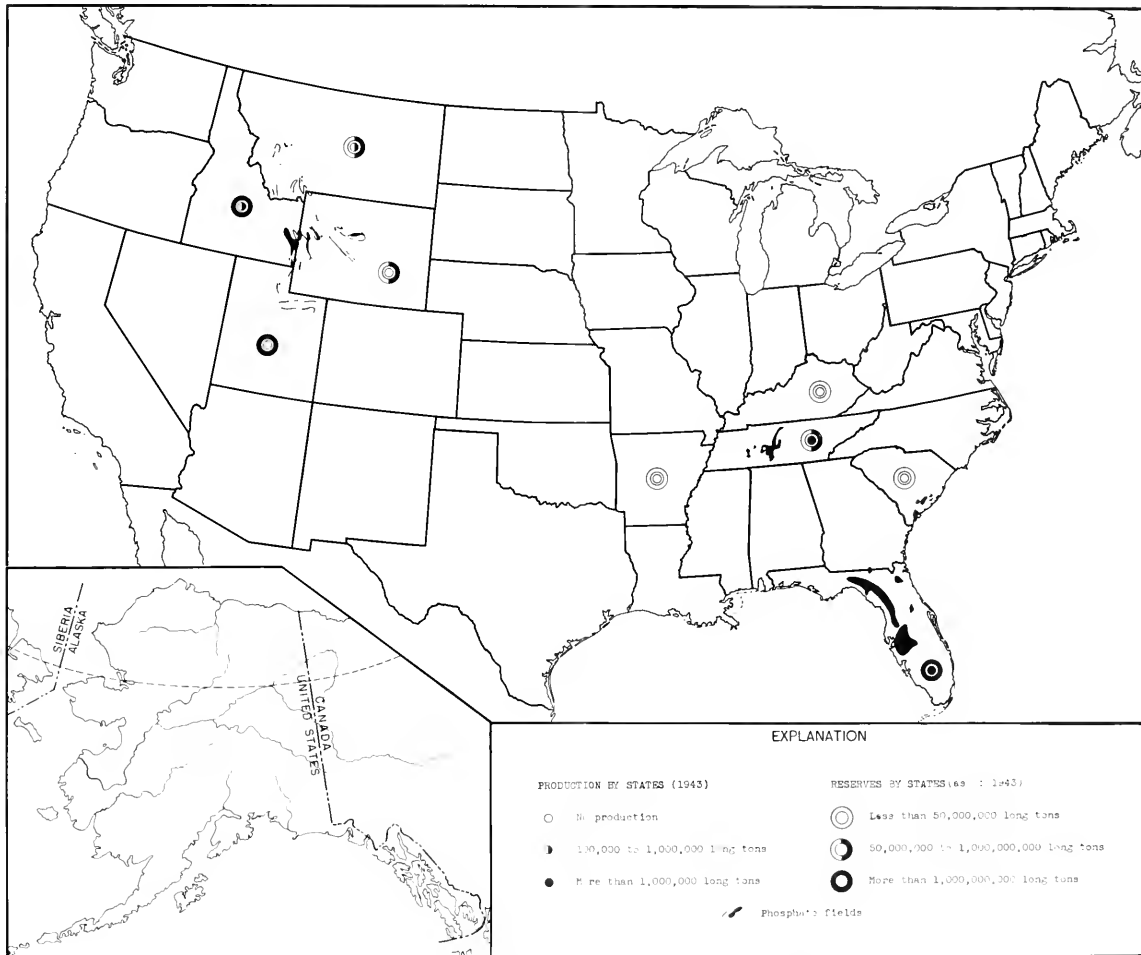 SIBERIA
ALASKA
CANADA
UNITED STATES
EXPLANATION
PRODUCTION BY STATES (1943)
No production
100,000 to 1,000,000 long tons
More than 1,000,000 long tons
RESERVES BY STATES (as : 1943)
Less than 50,000,000 long tons
50,000,000 to 1,000,000,000 long tons
More than 1,000,000,000 long tons
Phosphate fields